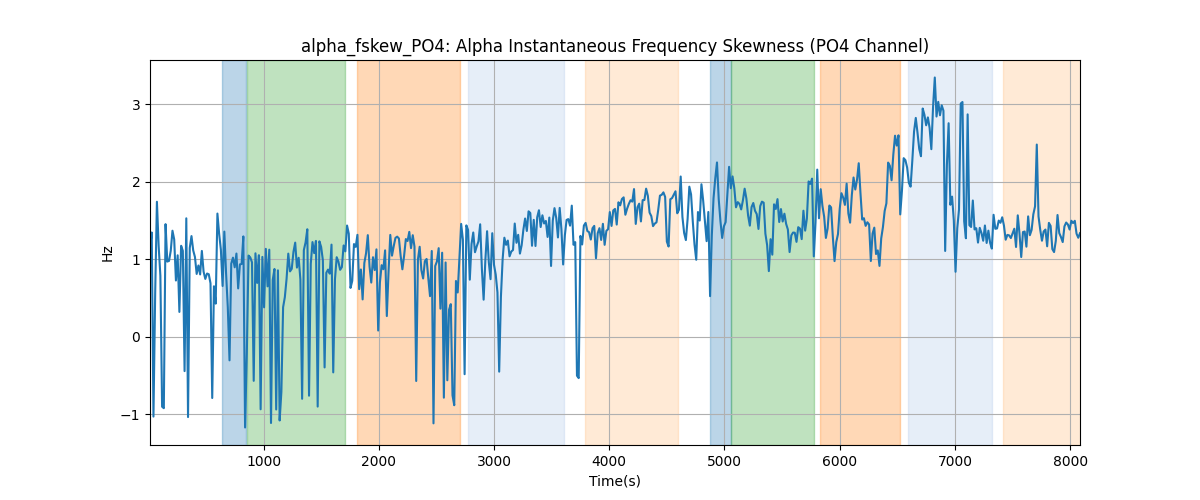 alpha_fskew_PO4: Alpha Instantaneous Frequency Skewness (PO4 Channel)
Hz
3
2
1
0
−1
1000 2000 3000 4000 5000 6000 7000 8000
Time(s)